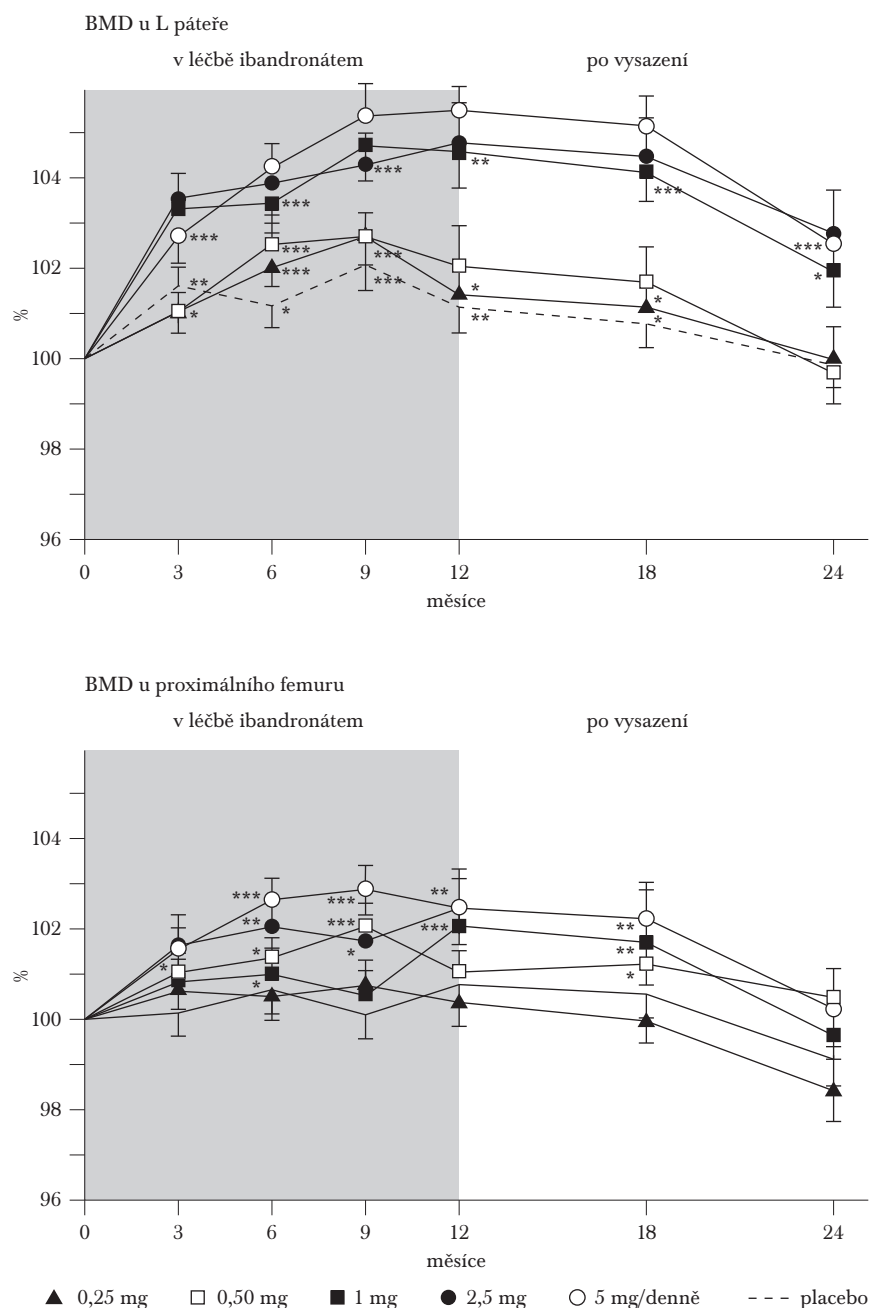 BMD u L páteře
v léčbě ibandronátem po vysazení
104
102
100
98
96
%
*** *** *** ** ***
*** * ** * *** *** * *** *** * ** * * *** *
0 3 6 9 12 18 24
měsíce
BMD u proximálního femuru
v léčbě ibandronátem po vysazení
104
102
100
98
96
%
* *** ** * * *** *** * ** *** ** ** *
0 3 6 9 12 18 24
měsíce
▲ 0,25 mg □ 0,50 mg ■ 1 mg ● 2,5 mg ○ 5 mg/denně - - - placebo